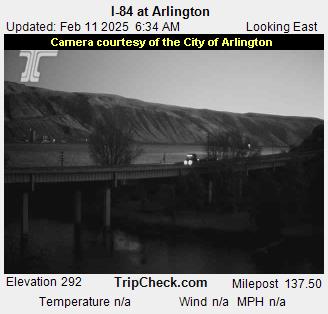 I-84 at Arlington
Updated: Feb 11 2025 6:34 AM Looking East
Camera courtesy of the City of Arlington
Elevation 292 TripCheck.com Milepost 137.50
Temperature n/a Wind n/a MPH n/a